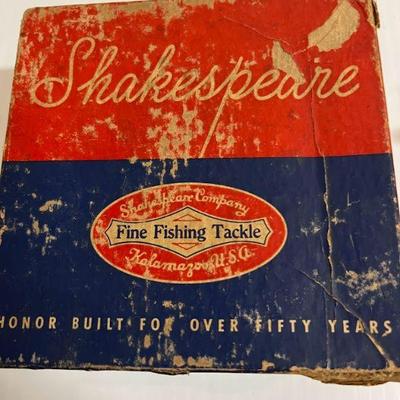 Shakespeare
Shakespeare Company
Fine Fishing Tackle
Kalamazoo U.S.A.
HONOR BUILT FOR OVER FIFTY YEARS